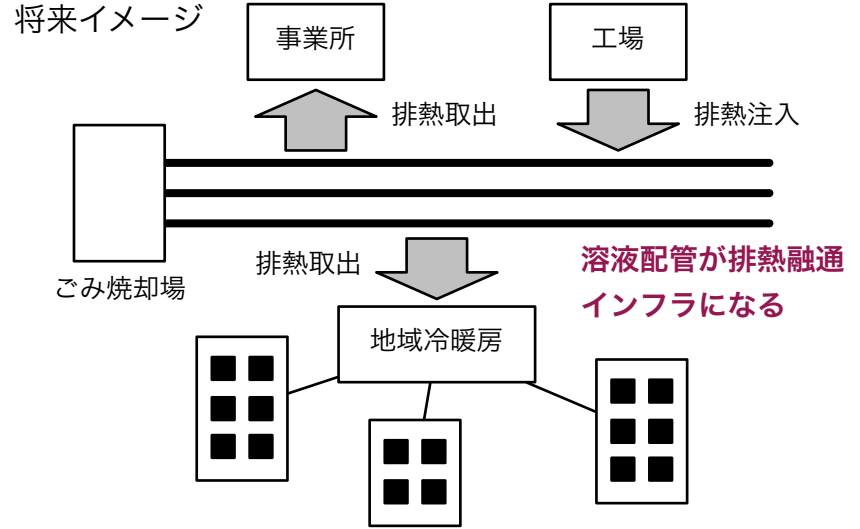 将来イメージ
事業所
工場
排熱取出
排熱注入
ごみ焼却場
排熱取出
溶液配管が排熱融通
インフラになる
地域冷暖房